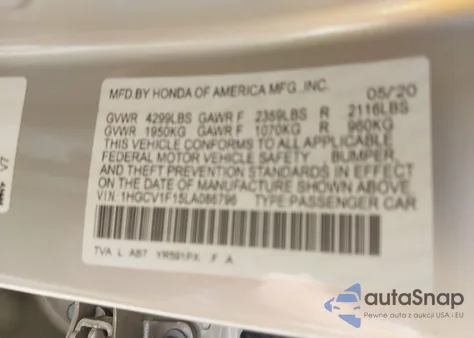 MFD.BY HONDA OF AMERICA MFG.,INC. 05/20
GVWR 4299LBS GAWR F 2359LBS R 2116LBS
GVWR 1950KG GAWR F 1070KG R 960KG
THIS VEHICLE CONFORMS TO ALL APPLICABLE
FEDERAL MOTOR VEHICLE SAFETY, BUMPER,
THEFT PREVENTION STANDARDS IN EFFECT
ON THE DATE OF MANUFACTURE SHOWN ABOVE.
VIN:1HGCV1F15LA086796 TYPE:PASSENGER CAR
TVA L AB7 YR591PX F A
V7
autaSnap
Pewne auta z aukcji USA i EU